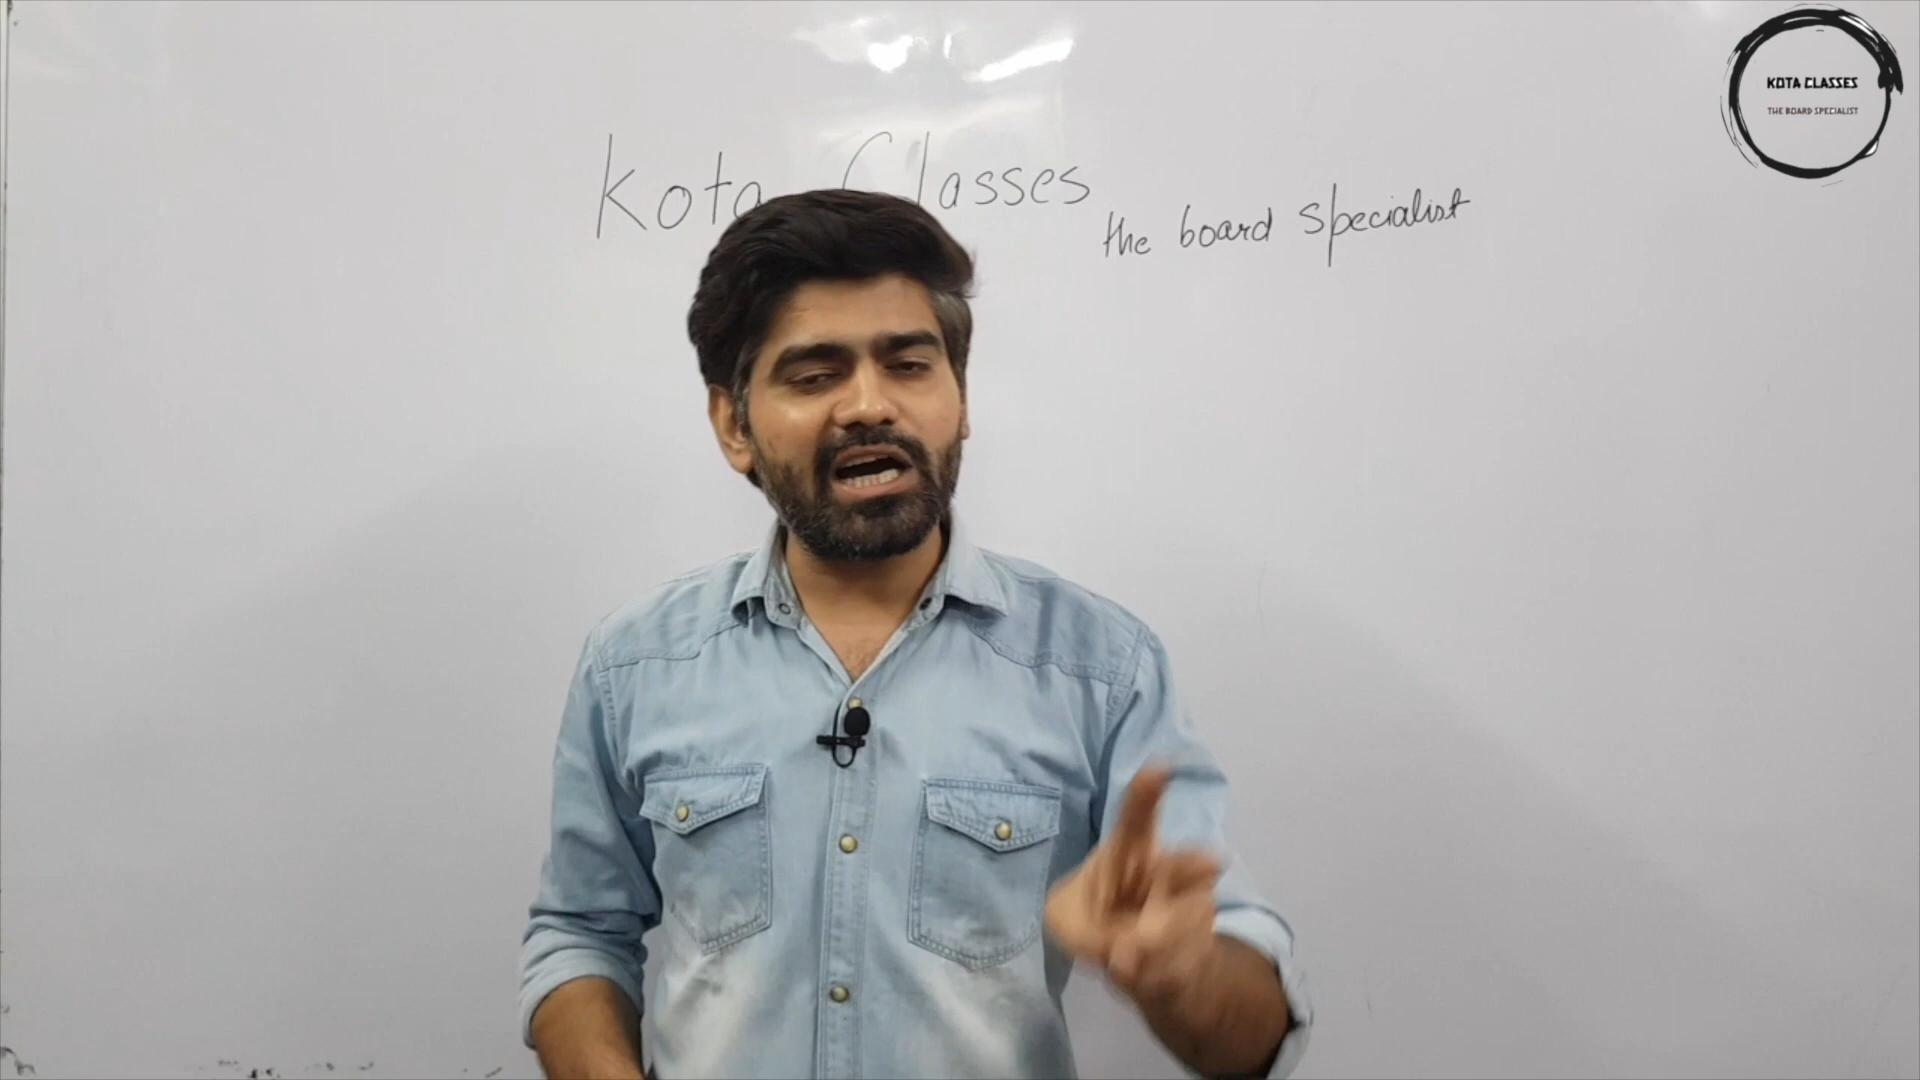 Kota Classes
the board specialist
KOTA CLASSES
THE BOARD SPECIALIST